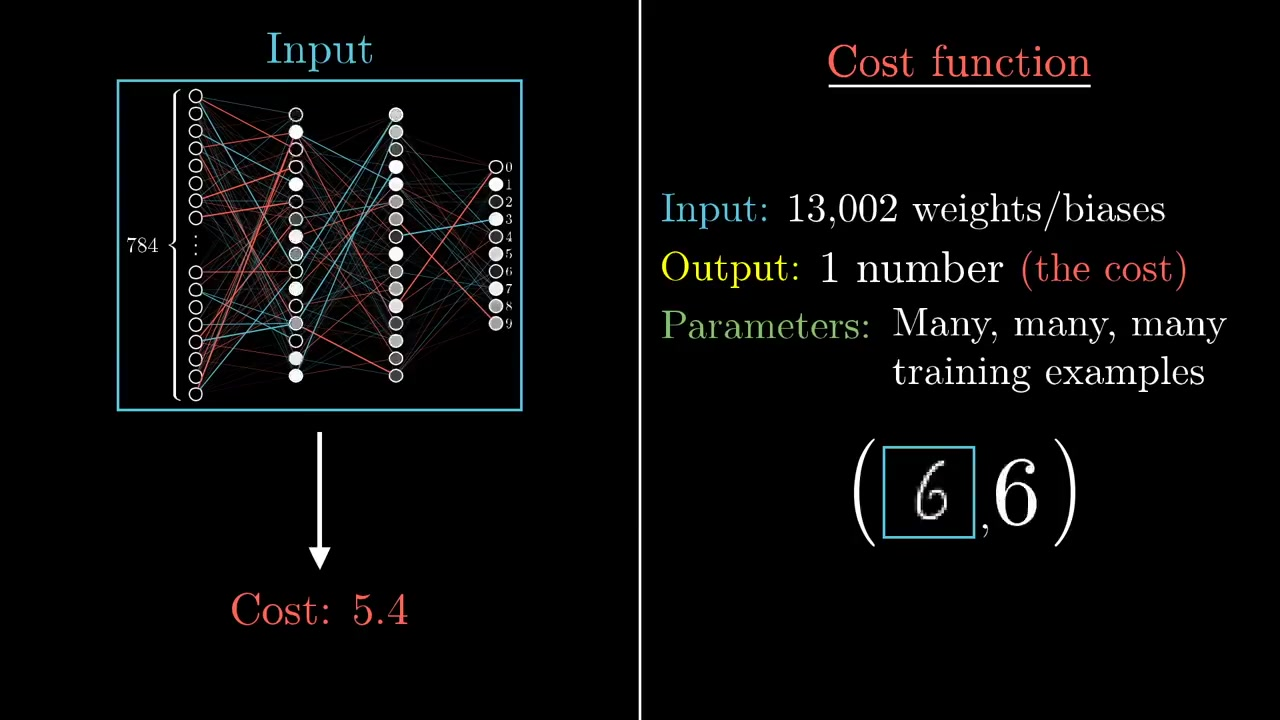 Input
784
0
1
2
3
4
5
6
7
8
9
Cost: 5.4
Cost function
Input: 13,002 weights/biases
Output: 1 number (the cost)
Parameters: Many, many, many
training examples
(6,6)